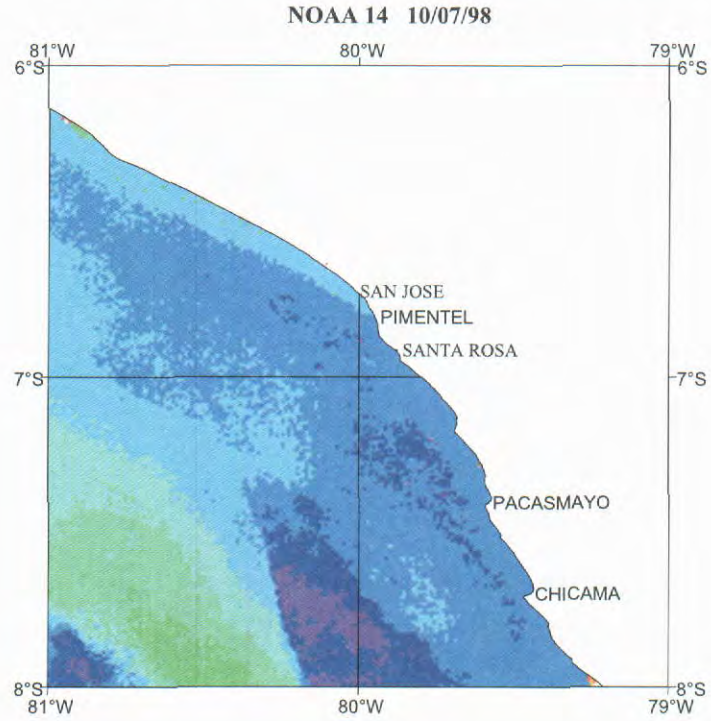 NOAA 14 10/07/98
81°W 80°W 79°W
6°S 6°S
SAN JOSE
PIMENTEL
SANTA ROSA
7°S 7°S
PACASMAYO
CHICAMA
8°S 8°S
81°W 80°W 79°W